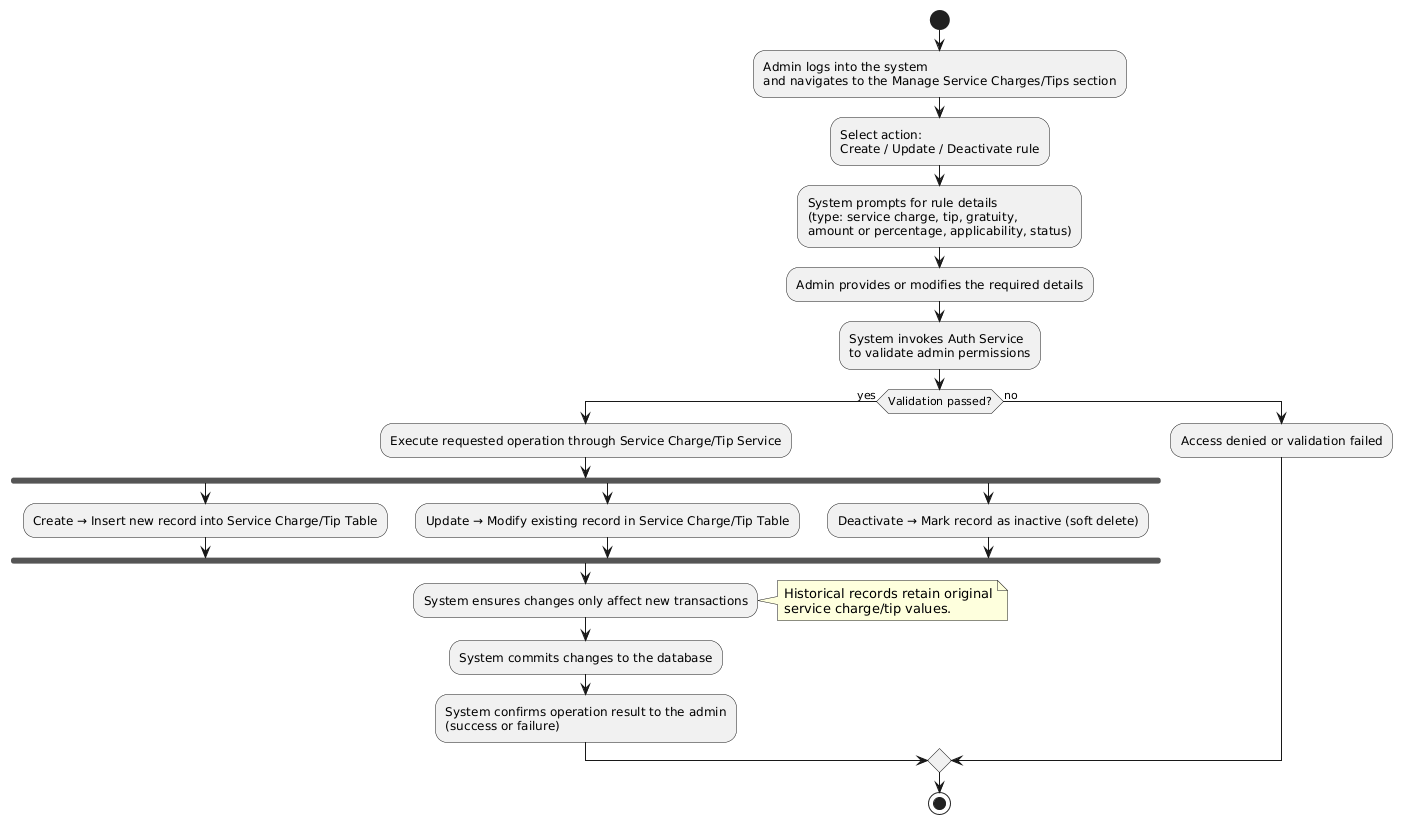 Admin logs into the system
and navigates to the Manage Service Charges/Tips section
Select action:
Create / Update / Deactivate rule
System prompts for rule details
(type: service charge, tip, gratuity,
amount or percentage, applicability, status)
Admin provides or modifies the required details
System invokes Auth Service
to validate admin permissions
yes
Validation passed?
no
Execute requested operation through Service Charge/Tip Service
Access denied or validation failed
Create → Insert new record into Service Charge/Tip Table
Update → Modify existing record in Service Charge/Tip Table
Deactivate → Mark record as inactive (soft delete)
System ensures changes only affect new transactions
Historical records retain original
service charge/tip values.
System commits changes to the database
System confirms operation result to the admin
(success or failure)